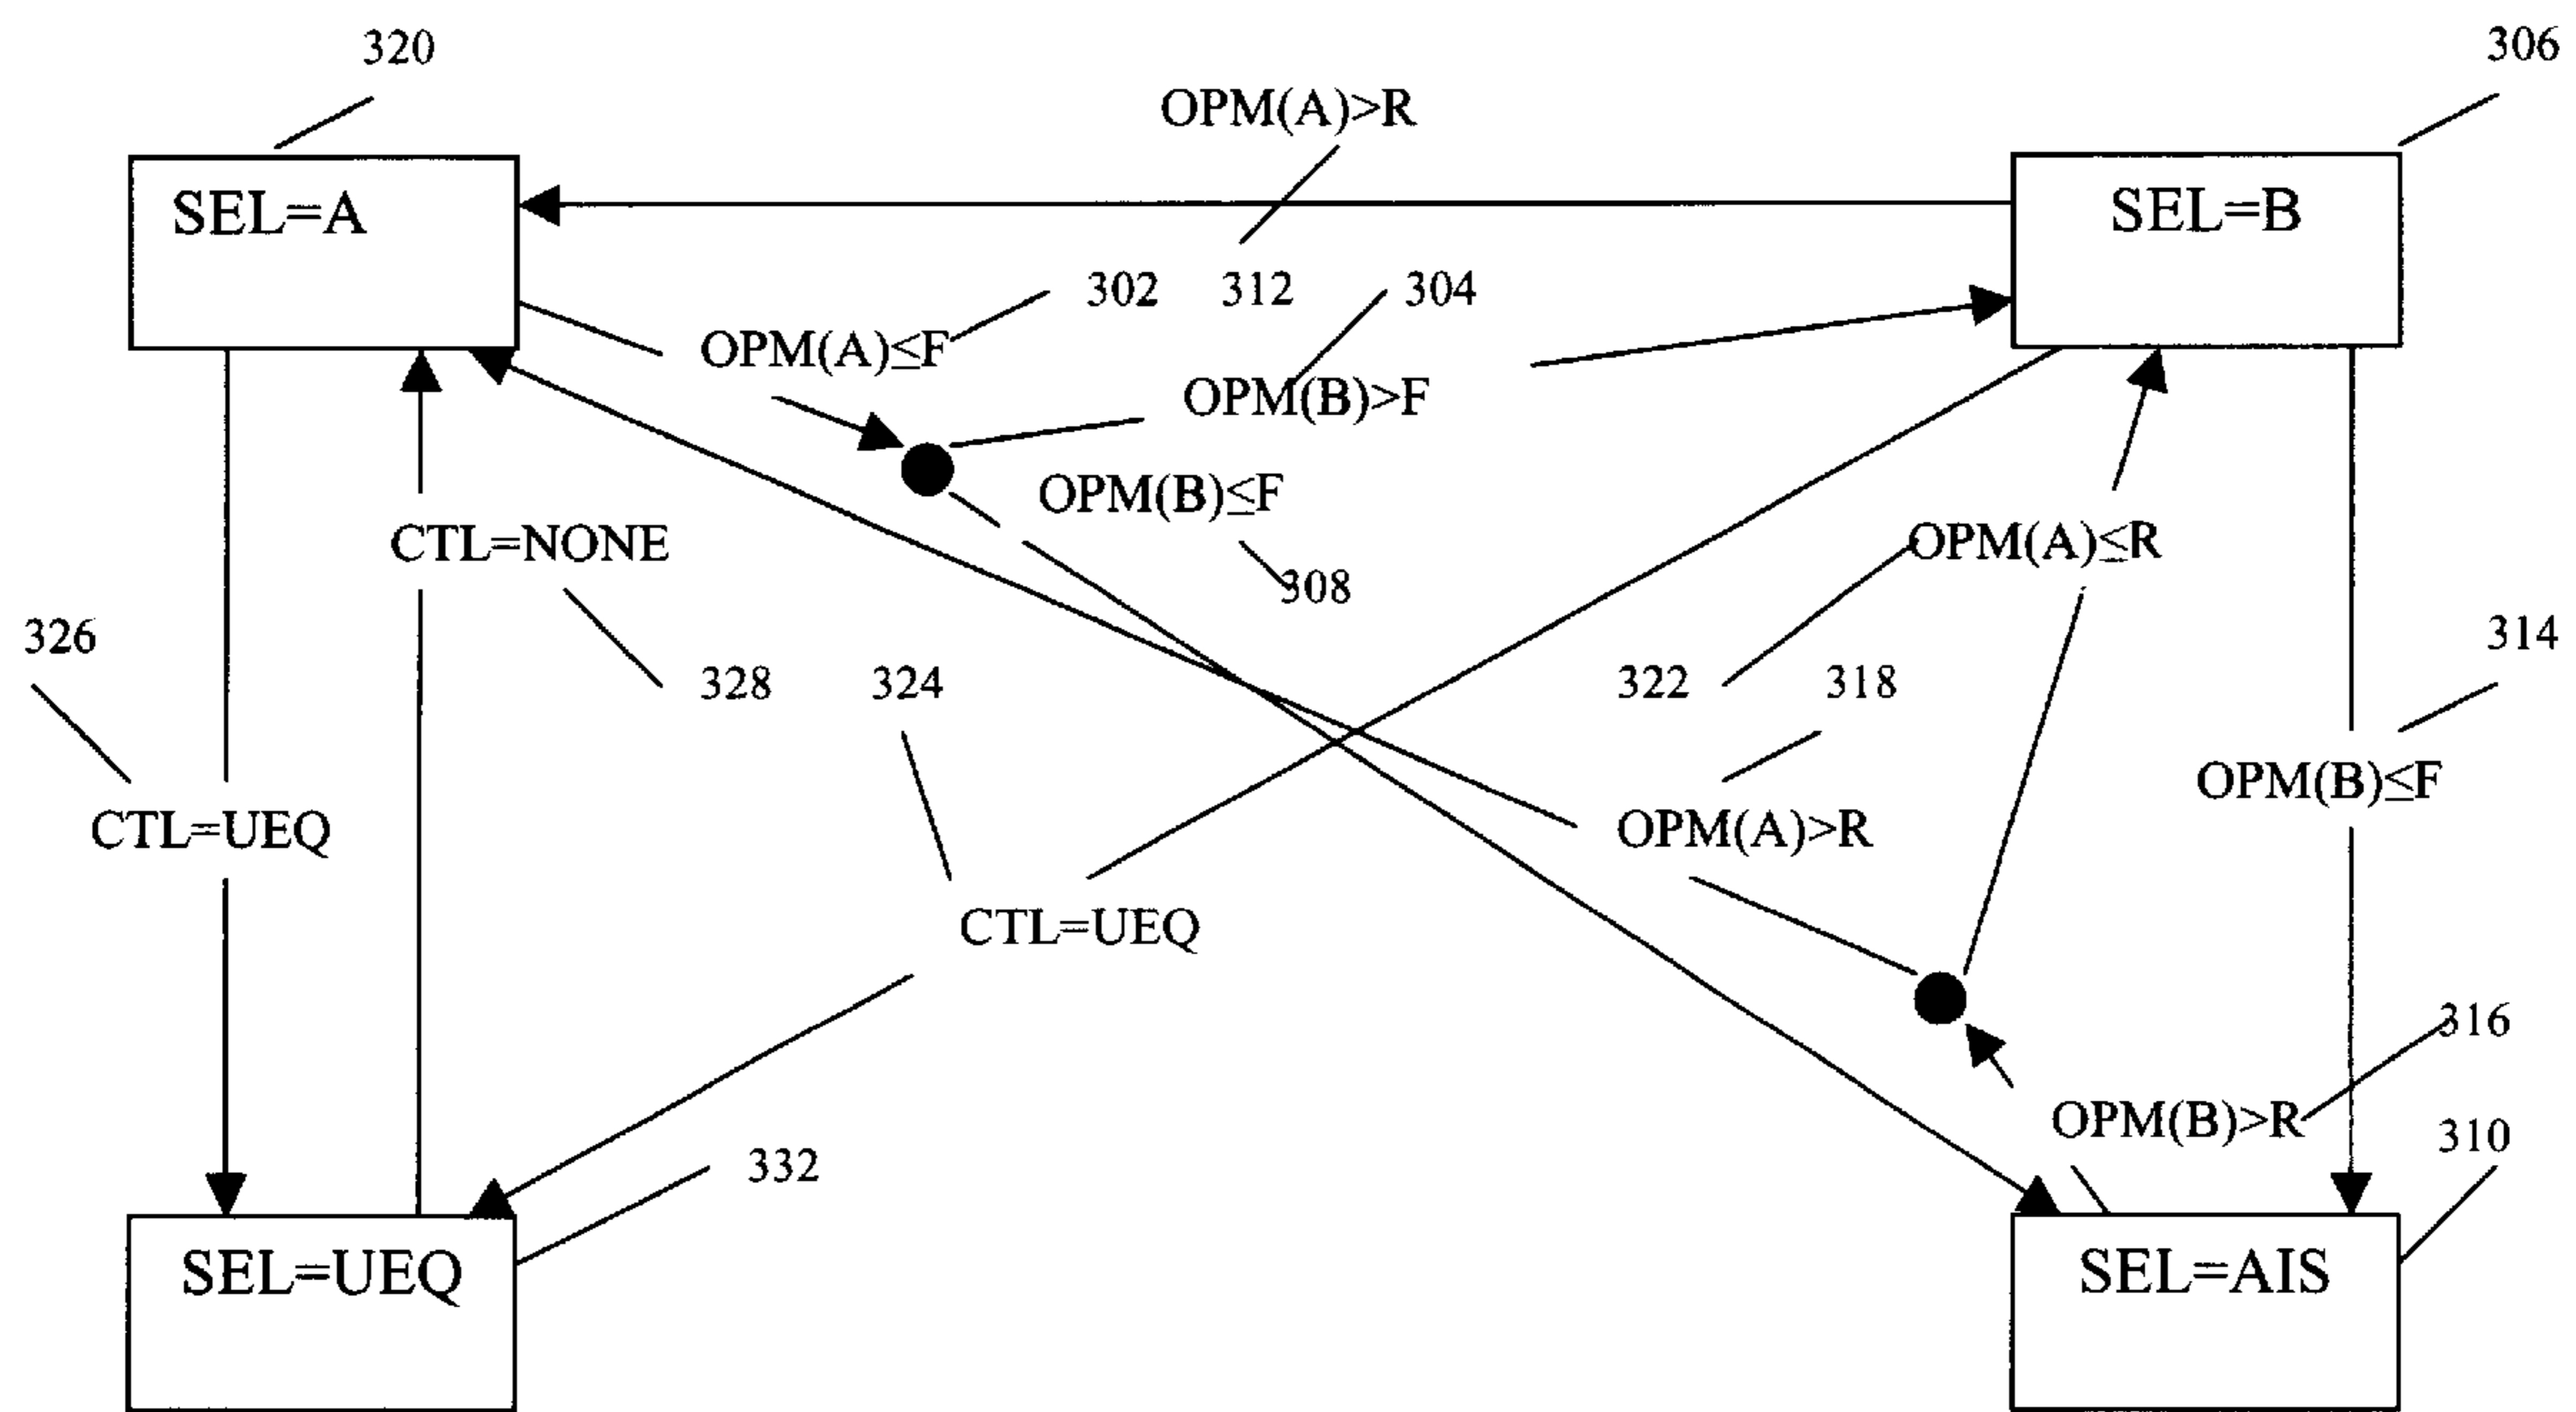 320
306
OPM(A)>R
SEL=A
SEL=B
302
312
304
OPM(A)≤F
OPM(B)>F
OPM(B)≤F
CTL=NONE
OPM(A)≤R
308
326
314
328
324
322
318
OPM(B)≤F
CTL=UEQ
OPM(A)>R
CTL=UEQ
316
OPM(B)>R
310
332
SEL=UEQ
SEL=AIS